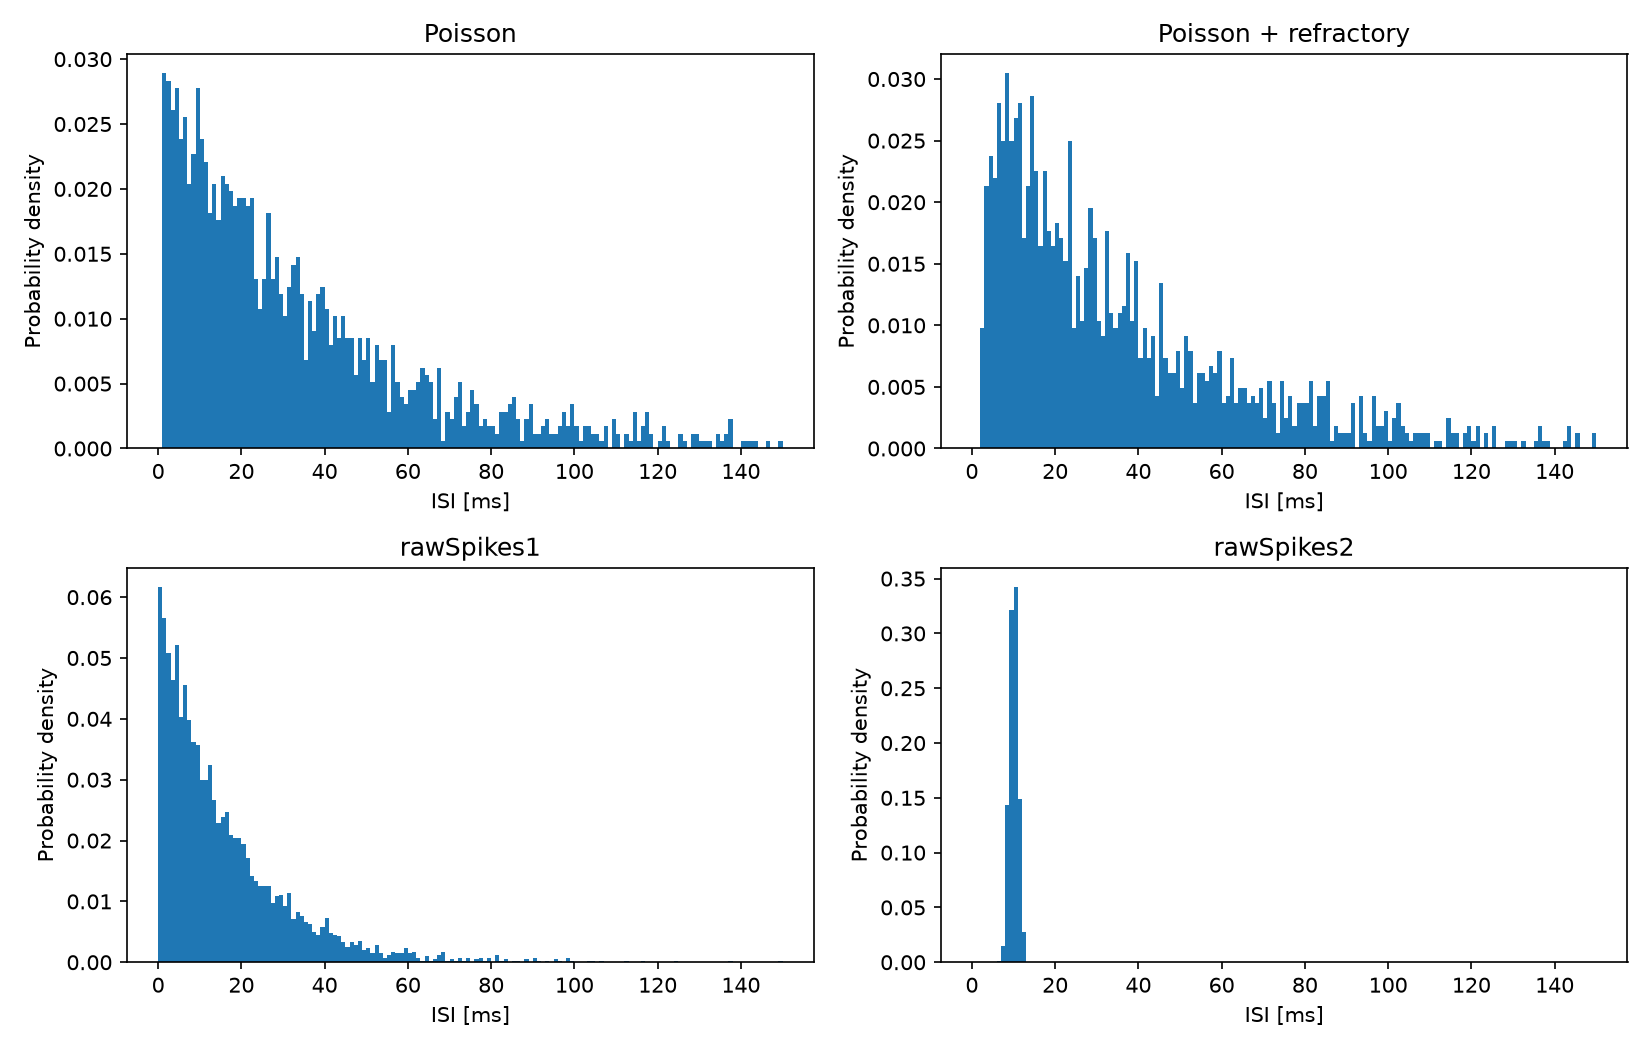 Poisson
0.030
0.025
0.020
0.015
0.010
0.005
0.000
Probability density
0 20 40 60 80 100 120 140
ISI [ms]
Poisson + refractory
0.030
0.025
0.020
0.015
0.010
0.005
0.000
Probability density
0 20 40 60 80 100 120 140
ISI [ms]
rawSpikes1
0.06
0.05
0.04
0.03
0.02
0.01
0.00
Probability density
0 20 40 60 80 100 120 140
ISI [ms]
rawSpikes2
0.35
0.30
0.25
0.20
0.15
0.10
0.05
0.00
Probability density
0 20 40 60 80 100 120 140
ISI [ms]